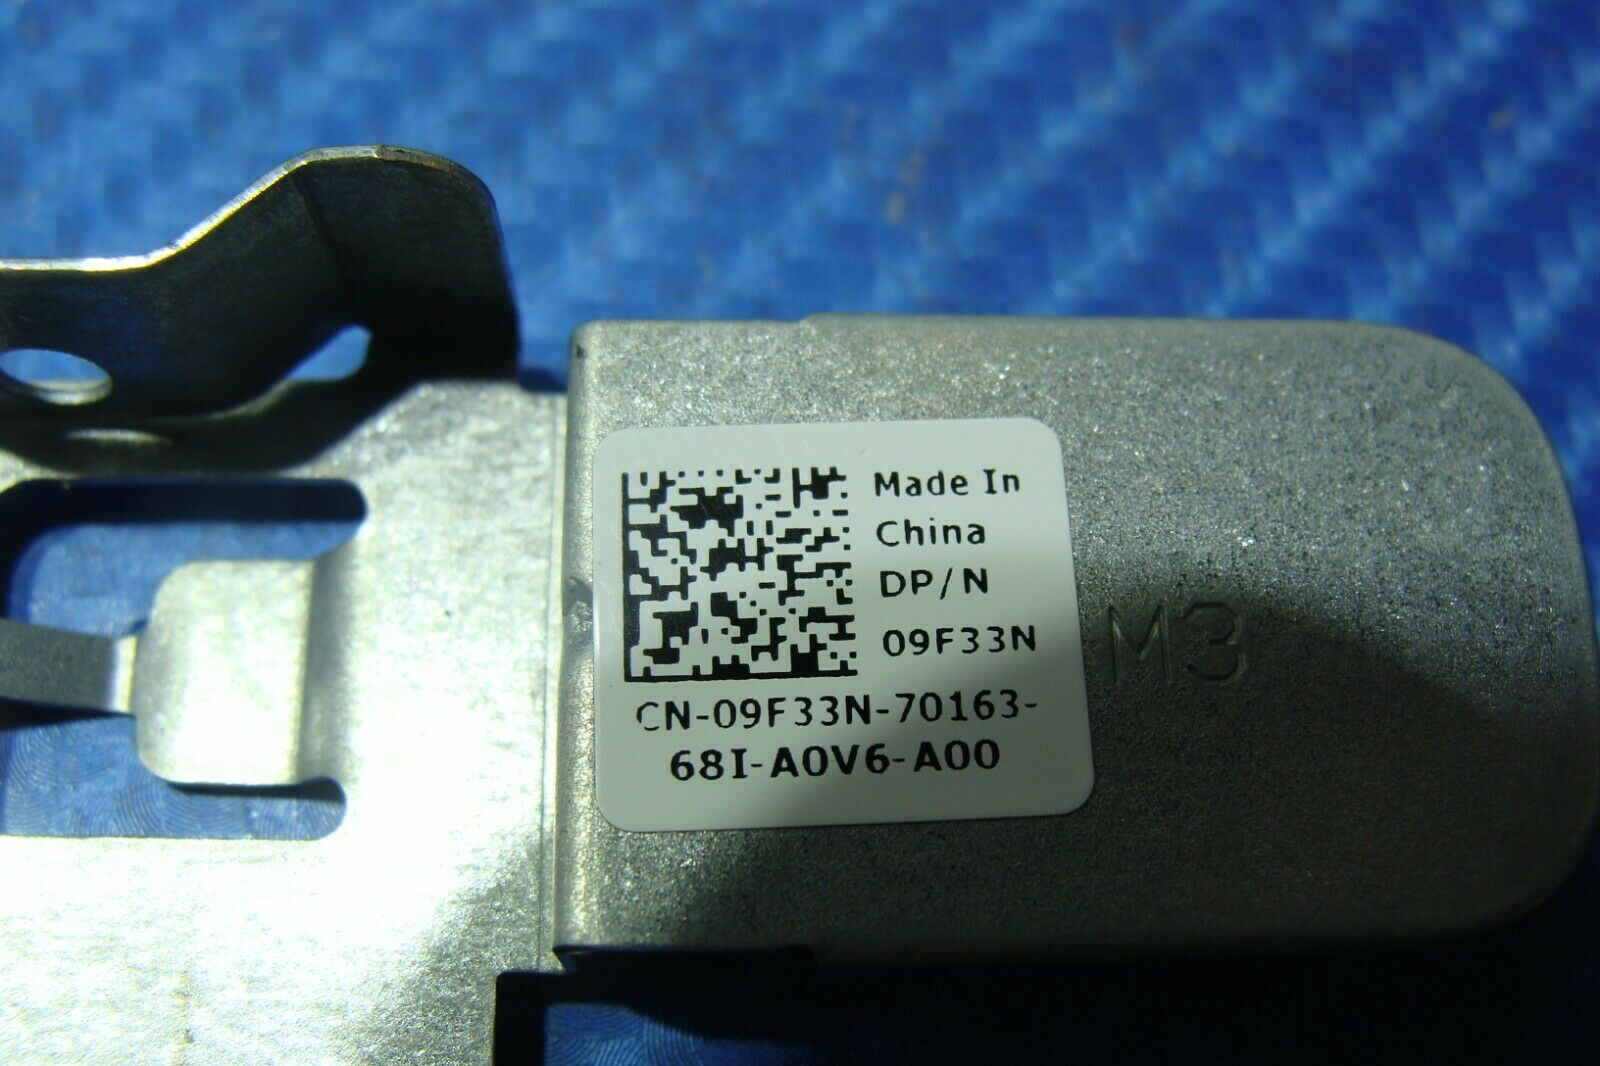 Made In
China
DP/N
09F33N
CN-09F33N-70163-
68I-A0V6-A00
M3